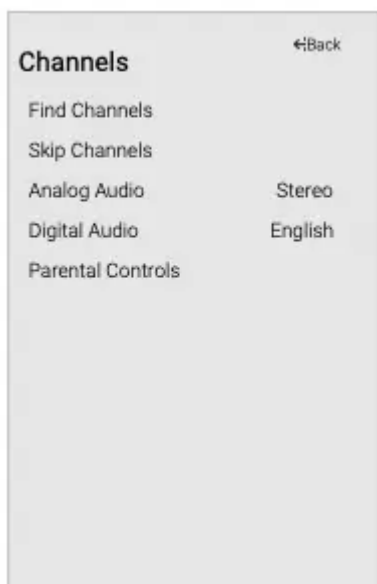 ←Back
Channels
Find Channels
Skip Channels
Analog Audio Stereo
Digital Audio English
Parental Controls